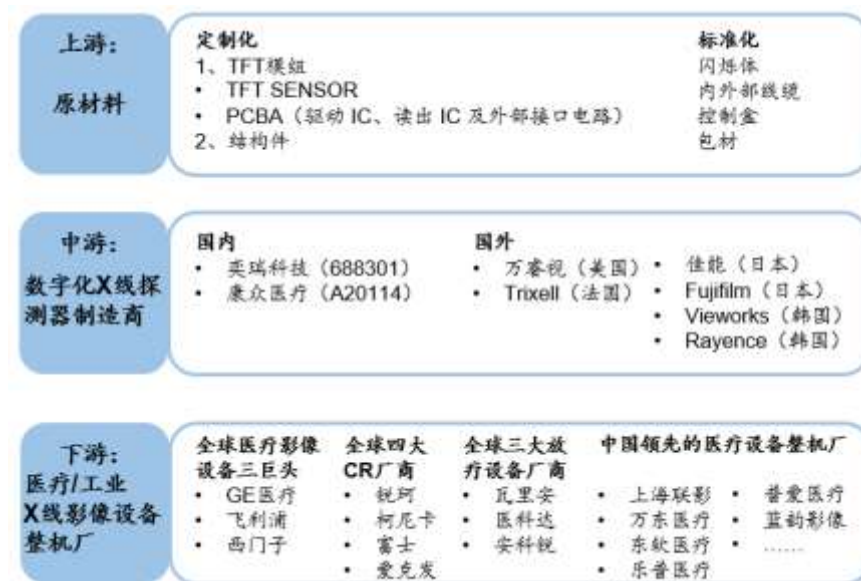 上游：
原材料
定制化
1、TFT模组
• TFT SENSOR
• PCBA（驱动 IC、读出 IC 及外部接口电路）
2、结构件
标准化
闪烁体
内外部线缆
控制盒
包材
中游：
数字化X线探
测器制造商
国内
• 奕瑞科技（688301）
• 康众医疗（A20114）
国外
• 万睿视（美国）
• Trixell（法国）
• 佳能（日本）
• Fujifilm（日本）
• Vieworks（韩国）
• Rayence（韩国）
下游：
医疗/工业
X线影像设备
整机厂
全球医疗影像
设备三巨头
• GE医疗
• 飞利浦
• 西门子
全球四大
CR厂商
• 锐珂
• 柯尼卡
• 富士
• 爱克发
全球三大放
疗设备厂商
• 瓦里安
• 医科达
• 安科锐
中国领先的医疗设备整机厂
• 上海联影
• 万东医疗
• 东软医疗
• 乐普医疗
• 普爱医疗
• 蓝韵影像
• ……